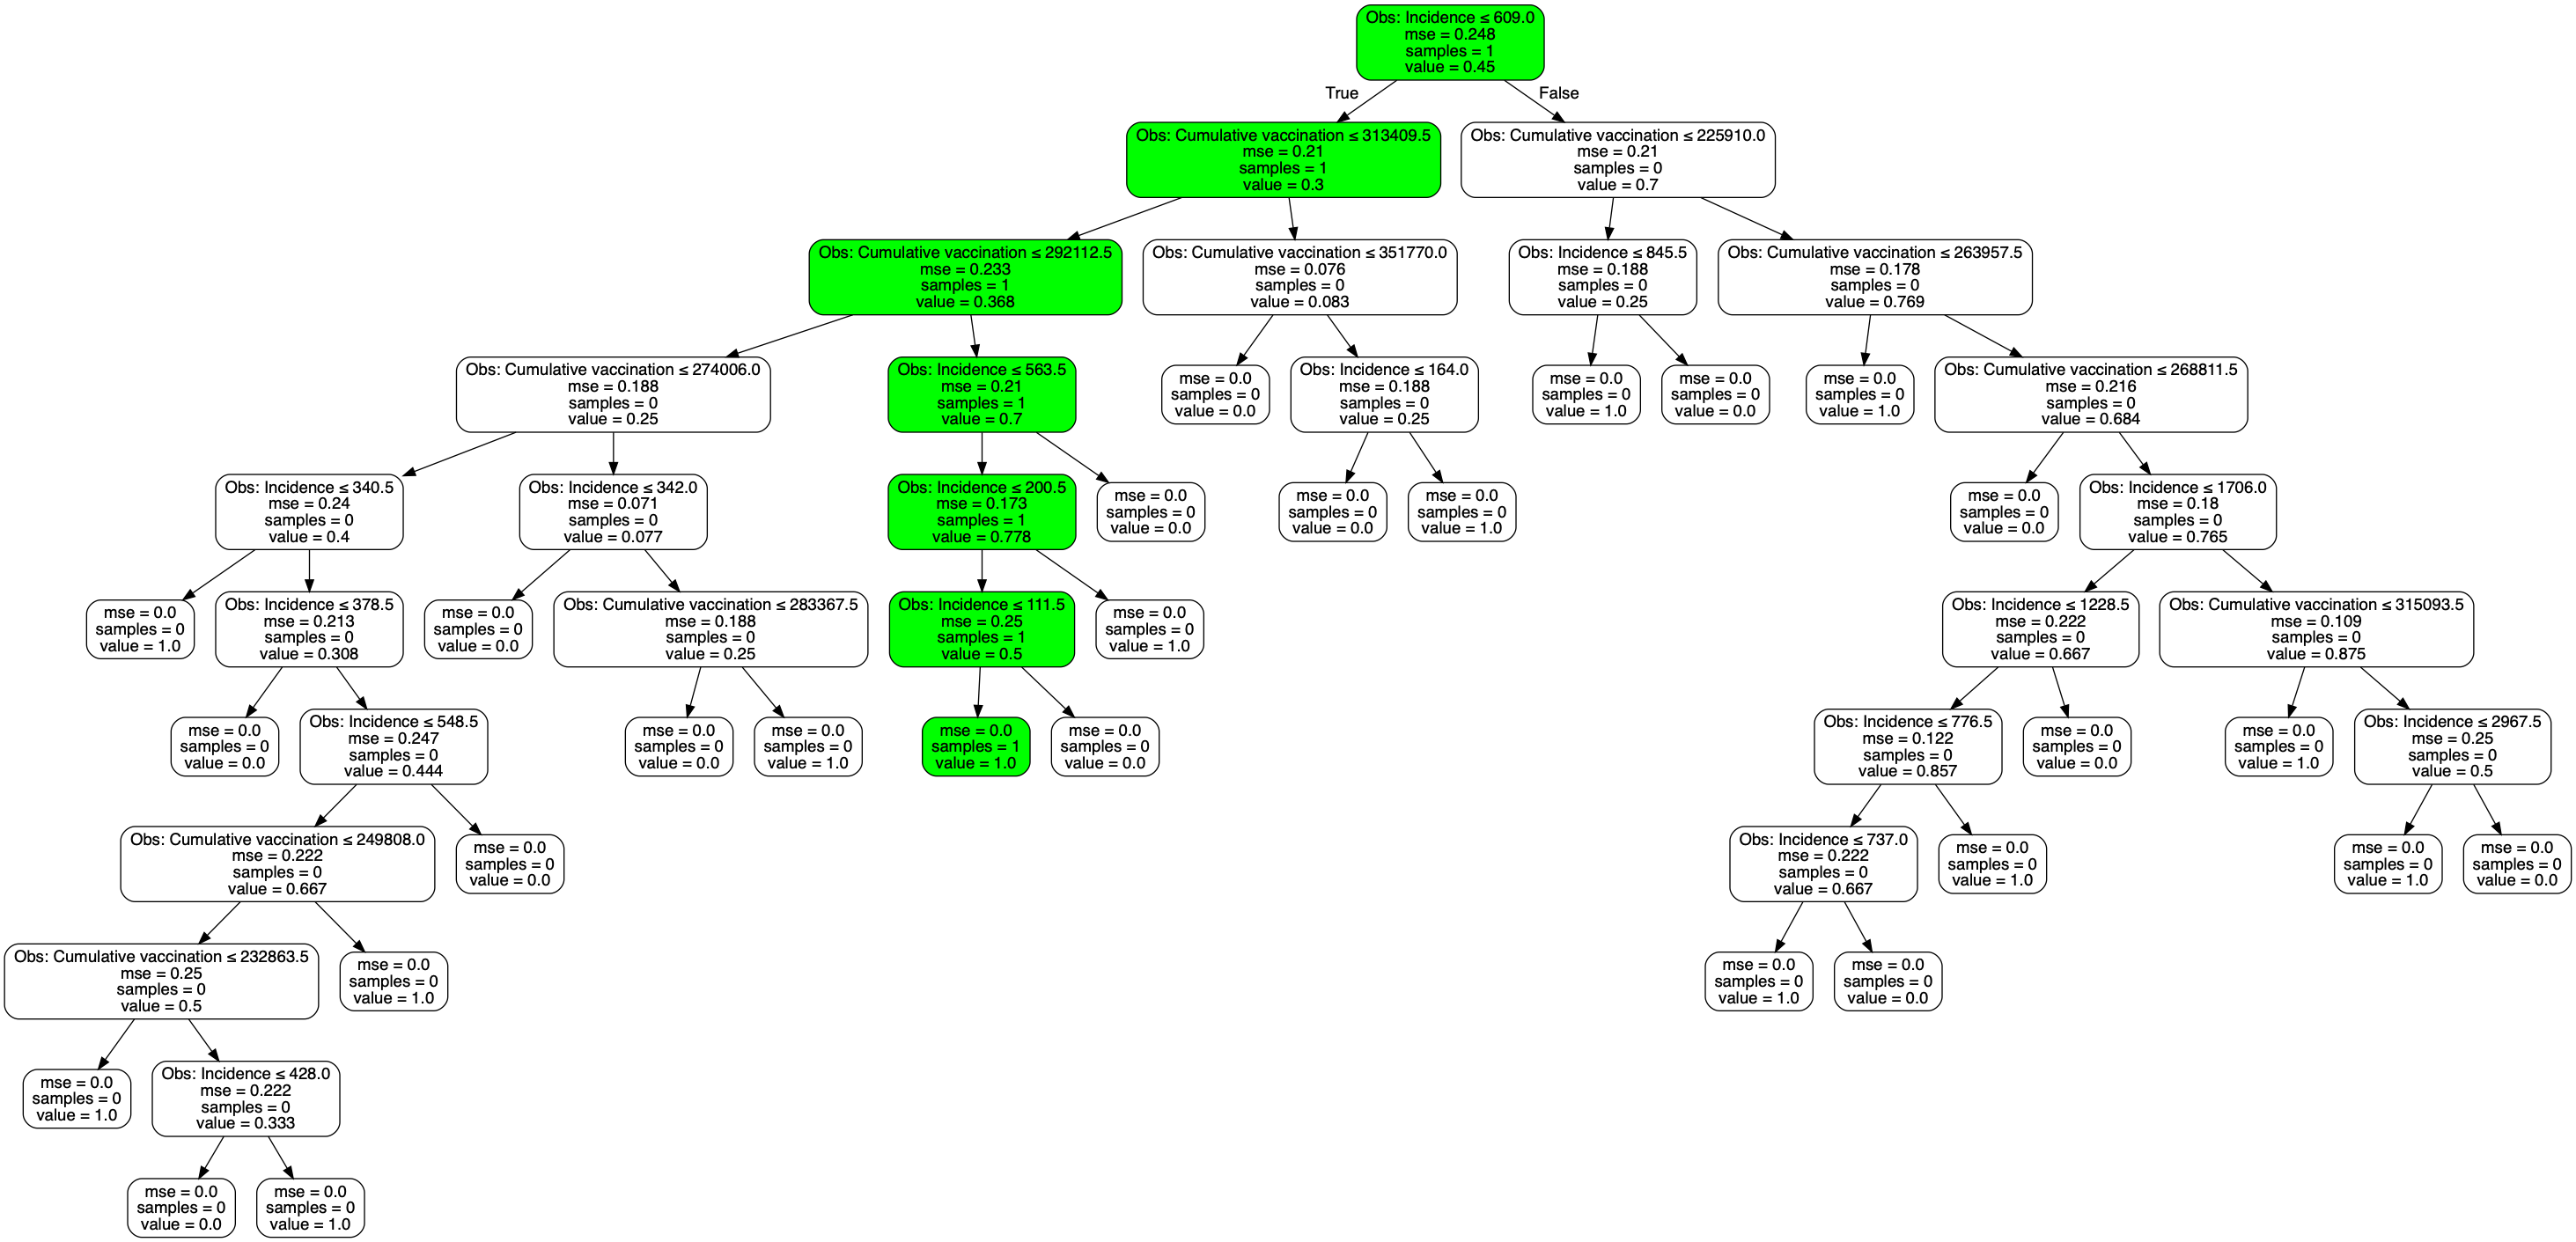 Obs: Incidence ≤ 609.0
mse = 0.248
samples = 1
value = 0.45
True
False
Obs: Cumulative vaccination ≤ 313409.5
mse = 0.21
samples = 1
value = 0.3
Obs: Cumulative vaccination ≤ 225910.0
mse = 0.21
samples = 0
value = 0.7
Obs: Cumulative vaccination ≤ 292112.5
mse = 0.233
samples = 1
value = 0.368
Obs: Cumulative vaccination ≤ 351770.0
mse = 0.076
samples = 0
value = 0.083
Obs: Incidence ≤ 845.5
mse = 0.188
samples = 0
value = 0.25
Obs: Cumulative vaccination ≤ 263957.5
mse = 0.178
samples = 0
value = 0.769
Obs: Cumulative vaccination ≤ 274006.0
mse = 0.188
samples = 0
value = 0.25
Obs: Incidence ≤ 563.5
mse = 0.21
samples = 1
value = 0.7
mse = 0.0
samples = 0
value = 0.0
Obs: Incidence ≤ 164.0
mse = 0.188
samples = 0
value = 0.25
mse = 0.0
samples = 0
value = 1.0
mse = 0.0
samples = 0
value = 0.0
mse = 0.0
samples = 0
value = 1.0
Obs: Cumulative vaccination ≤ 268811.5
mse = 0.216
samples = 0
value = 0.684
Obs: Incidence ≤ 340.5
mse = 0.24
samples = 0
value = 0.4
Obs: Incidence ≤ 342.0
mse = 0.071
samples = 0
value = 0.077
Obs: Incidence ≤ 200.5
mse = 0.173
samples = 1
value = 0.778
mse = 0.0
samples = 0
value = 0.0
mse = 0.0
samples = 0
value = 0.0
mse = 0.0
samples = 0
value = 1.0
mse = 0.0
samples = 0
value = 0.0
Obs: Incidence ≤ 1706.0
mse = 0.18
samples = 0
value = 0.765
mse = 0.0
samples = 0
value = 1.0
Obs: Incidence ≤ 378.5
mse = 0.213
samples = 0
value = 0.308
mse = 0.0
samples = 0
value = 0.0
Obs: Cumulative vaccination ≤ 283367.5
mse = 0.188
samples = 0
value = 0.25
Obs: Incidence ≤ 111.5
mse = 0.25
samples = 1
value = 0.5
mse = 0.0
samples = 0
value = 1.0
Obs: Incidence ≤ 1228.5
mse = 0.222
samples = 0
value = 0.667
Obs: Cumulative vaccination ≤ 315093.5
mse = 0.109
samples = 0
value = 0.875
mse = 0.0
samples = 0
value = 0.0
Obs: Incidence ≤ 548.5
mse = 0.247
samples = 0
value = 0.444
mse = 0.0
samples = 0
value = 0.0
mse = 0.0
samples = 0
value = 1.0
mse = 0.0
samples = 1
value = 1.0
mse = 0.0
samples = 0
value = 0.0
Obs: Incidence ≤ 776.5
mse = 0.122
samples = 0
value = 0.857
mse = 0.0
samples = 0
value = 0.0
mse = 0.0
samples = 0
value = 1.0
Obs: Incidence ≤ 2967.5
mse = 0.25
samples = 0
value = 0.5
Obs: Cumulative vaccination ≤ 249808.0
mse = 0.222
samples = 0
value = 0.667
mse = 0.0
samples = 0
value = 0.0
Obs: Incidence ≤ 737.0
mse = 0.222
samples = 0
value = 0.667
mse = 0.0
samples = 0
value = 1.0
mse = 0.0
samples = 0
value = 1.0
mse = 0.0
samples = 0
value = 0.0
Obs: Cumulative vaccination ≤ 232863.5
mse = 0.25
samples = 0
value = 0.5
mse = 0.0
samples = 0
value = 1.0
mse = 0.0
samples = 0
value = 1.0
mse = 0.0
samples = 0
value = 0.0
mse = 0.0
samples = 0
value = 1.0
Obs: Incidence ≤ 428.0
mse = 0.222
samples = 0
value = 0.333
mse = 0.0
samples = 0
value = 0.0
mse = 0.0
samples = 0
value = 1.0